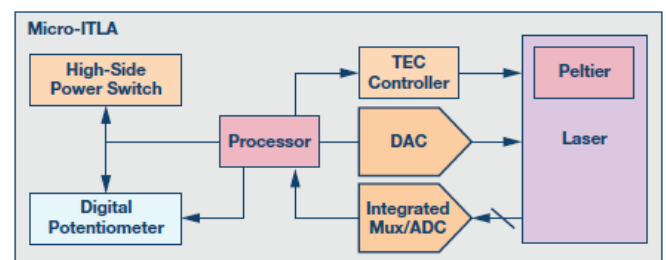 Micro-ITLA
High-Side
Power Switch
TEC
Controller
Peltier
Processor
DAC
Laser
Digital
Potentiometer
Integrated
Mux/ADC